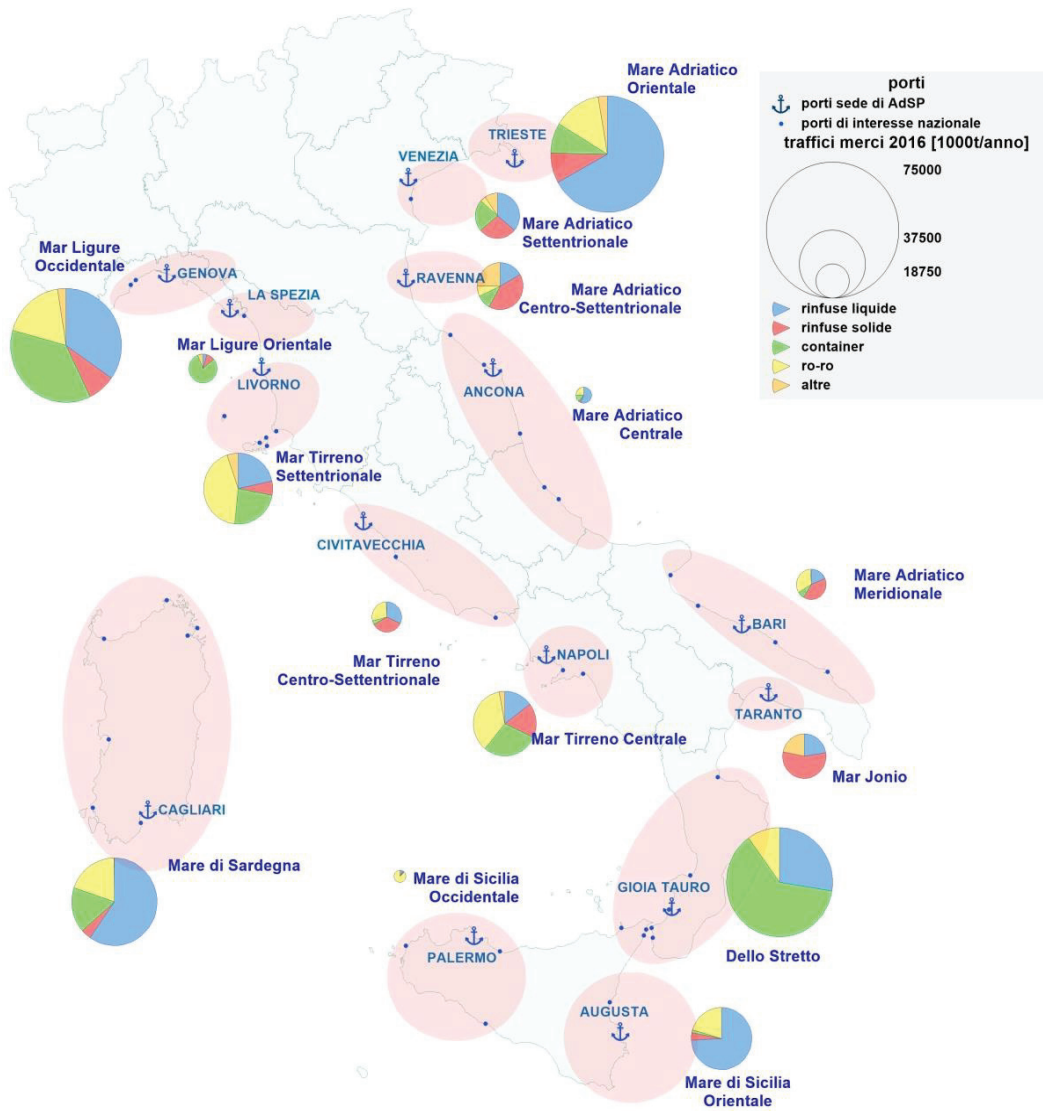 Mare Adriatico
Orientale
porti
porti sede di AdSP
porti di interesse nazionale
traffici merci 2016 [1000t/anno]
75000
37500
18750
rinfuse liquide
rinfuse solide
container
ro-ro
altre
TRIESTE
VENEZIA
Mare Adriatico
Settentrionale
Mar Ligure
Occidentale
GENOVA
LA SPEZIA
RAVENNA
Mare Adriatico
Centro-Settentrionale
Mar Ligure Orientale
LIVORNO
ANCONA
Mare Adriatico
Centrale
Mar Tirreno
Settentrionale
CIVITAVECCHIA
Mare Adriatico
Meridionale
BARI
Mar Tirreno
Centro-Settentrionale
NAPOLI
TARANTO
Mar Tirreno Centrale
Mar Jonio
CAGLIARI
Mare di Sardegna
Mare di Sicilia
Occidentale
GIOIA TAURO
Dello Stretto
PALERMO
AUGUSTA
Mare di Sicilia
Orientale